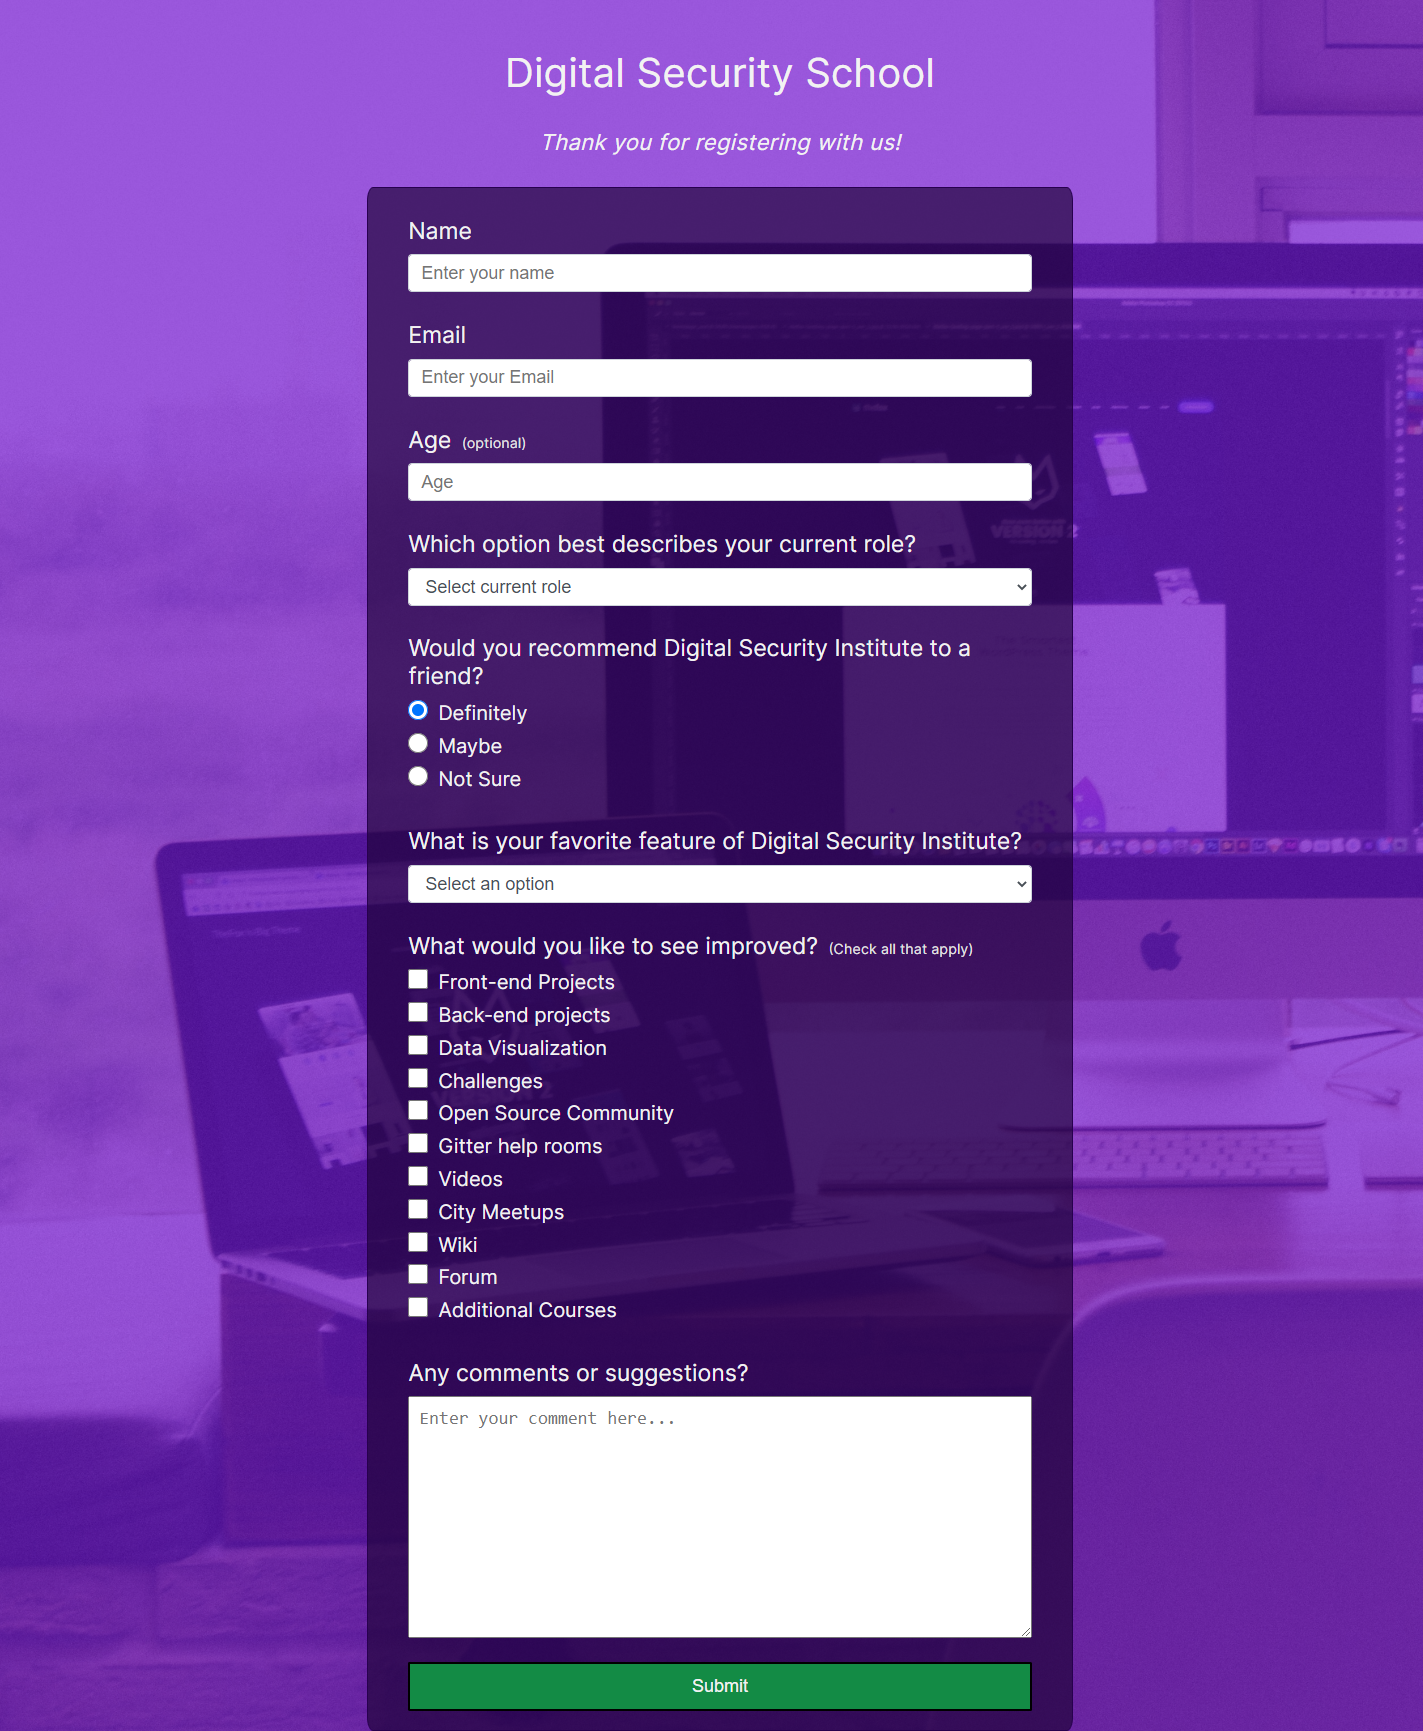 Digital Security School
Thank you for registering with us!
Name
Enter your name
Email
Enter your Email
Age (optional)
Age
VERSION 2
Which option best describes your current role?
Select current role
Would you recommend Digital Security Institute to a
friend?
Definitely
Maybe
Not Sure
What is your favorite feature of Digital Security Institute?
Select an option
What would you like to see improved? (Check all that apply)
Front-end Projects
Back-end projects
Data Visualization
Challenges
Open Source Community
Gitter help rooms
Videos
City Meetups
Wiki
Forum
Additional Courses
Any comments or suggestions?
Enter your comment here...
Submit